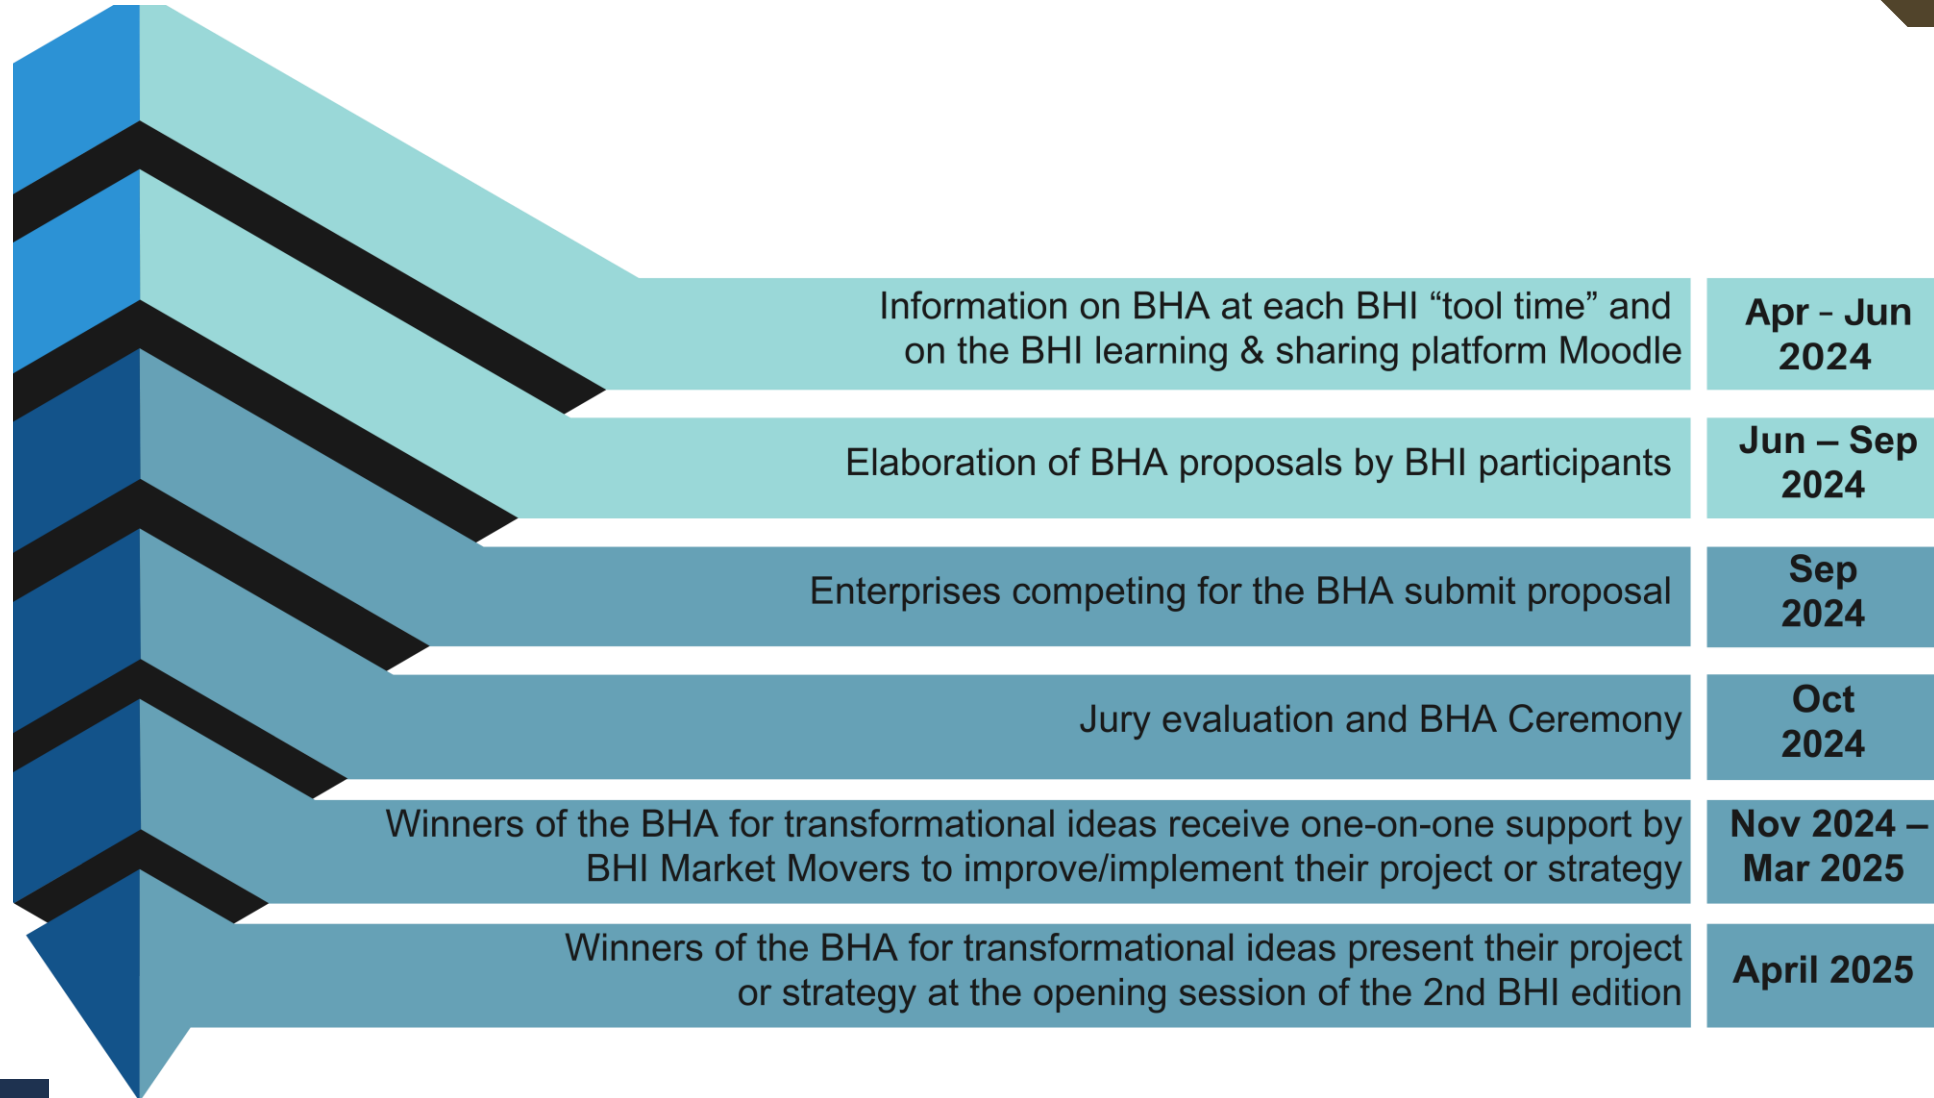 Information on BHA at each BHI “tool time” and
on the BHI learning & sharing platform Moodle
Apr - Jun
2024
Elaboration of BHA proposals by BHI participants
Jun – Sep
2024
Enterprises competing for the BHA submit proposal
Sep
2024
Jury evaluation and BHA Ceremony
Oct
2024
Winners of the BHA for transformational ideas receive one-on-one support by
BHI Market Movers to improve/implement their project or strategy
Nov 2024 –
Mar 2025
Winners of the BHA for transformational ideas present their project
or strategy at the opening session of the 2nd BHI edition
April 2025